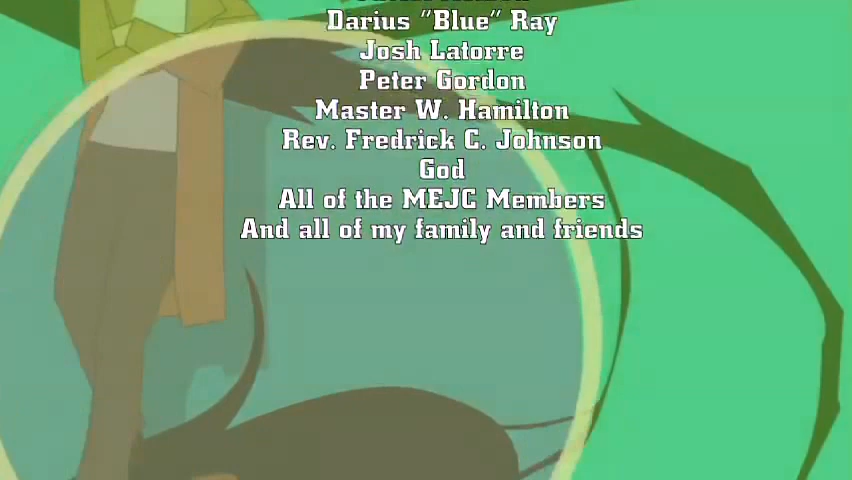 Darius "Blue" Ray
Josh Latorre
Peter Gordon
Master W. Hamilton
Rev. Fredrick C. Johnson
God
All of the MEJC Members
And all of my family and friends